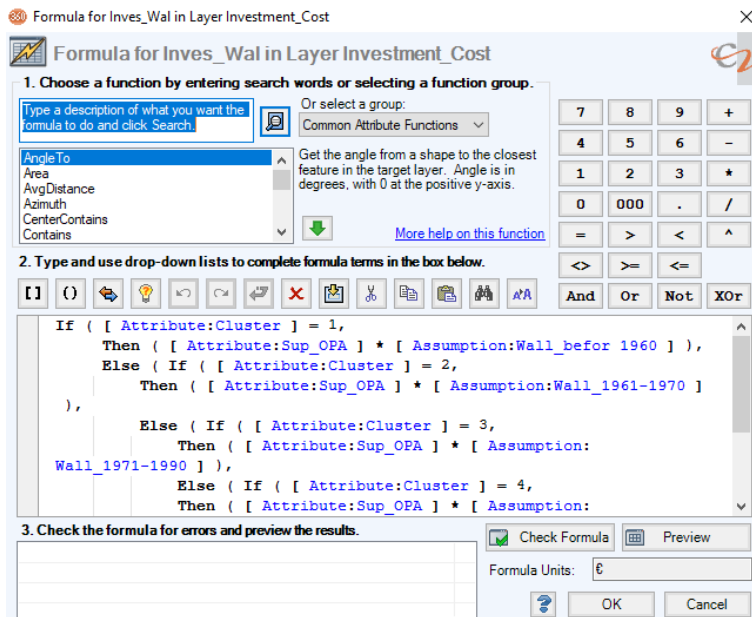 Formula for Inves_Wal in Layer Investment_Cost
Formula for Inves_Wal in Layer Investment_Cost
1. Choose a function by entering search words or selecting a function group.
Type a description of what you want the
formula to do and click Search.
Or select a group:
Common Attribute Functions
AngleTo
Area
AvgDistance
Azimuth
CenterContains
Contains
Get the angle from a shape to the closest
feature in the target layer. Angle is in
degrees, with 0 at the positive y-axis.
More help on this function
7 8 9 +
4 5 6 -
1 2 3 *
0 000 . /
= > < ^
<> >= <=
And Or Not XOr
2. Type and use drop-down lists to complete formula terms in the box below.
[] ()
If ( [ Attribute:Cluster ] = 1,
Then ( [ Attribute:Sup_OPA ] * [ Assumption:Wall_befor 1960 ] ),
Else ( If ( [ Attribute:Cluster ] = 2,
Then ( [ Attribute:Sup_OPA ] * [ Assumption:Wall_1961-1970 ]
),
Else ( If ( [ Attribute:Cluster ] = 3,
Then ( [ Attribute:Sup_OPA ] * [ Assumption:
Wall_1971-1990 ] ),
Else ( If ( [ Attribute:Cluster ] = 4,
Then ( [ Attribute:Sup_OPA ] * [ Assumption:
3. Check the formula for errors and preview the results.
Check Formula
Preview
Formula Units: €
OK
Cancel